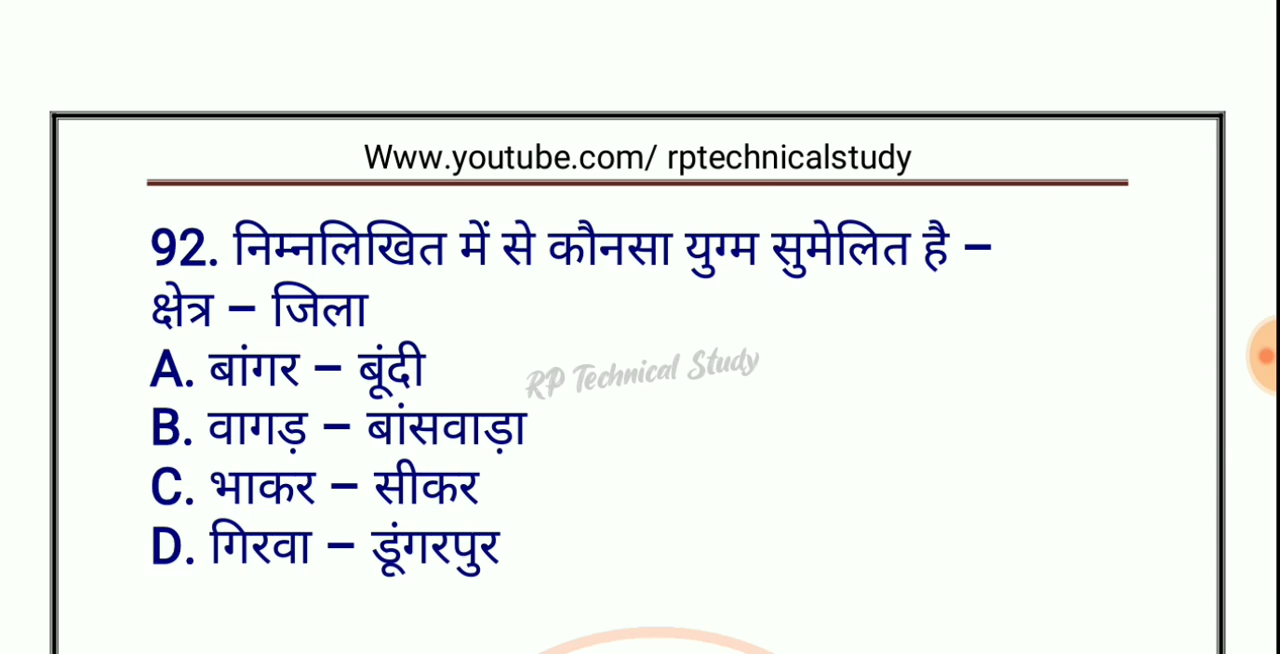 Www.youtube.com/ rptechnicalstudy
92. निम्नलिखित में से कौनसा युग्म सुमेलित है –
क्षेत्र – जिला
A. बांगर – बूंदी
RP Technical Study
B. वागड़ – बांसवाड़ा
C. भाकर – सीकर
D. गिरवा – डूंगरपुर